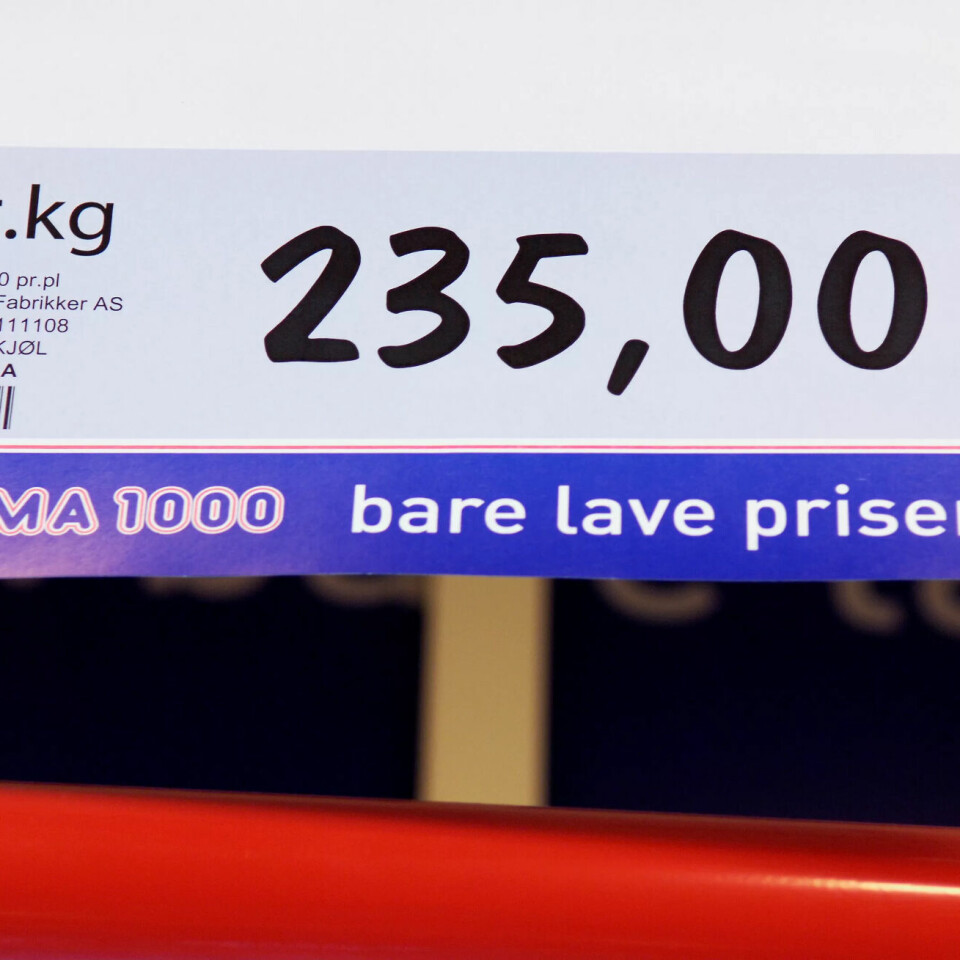 .kg
235,00
0 pr.pl
Fabrikker AS
111108
KJØL
A
MA 1000
bare lave priser